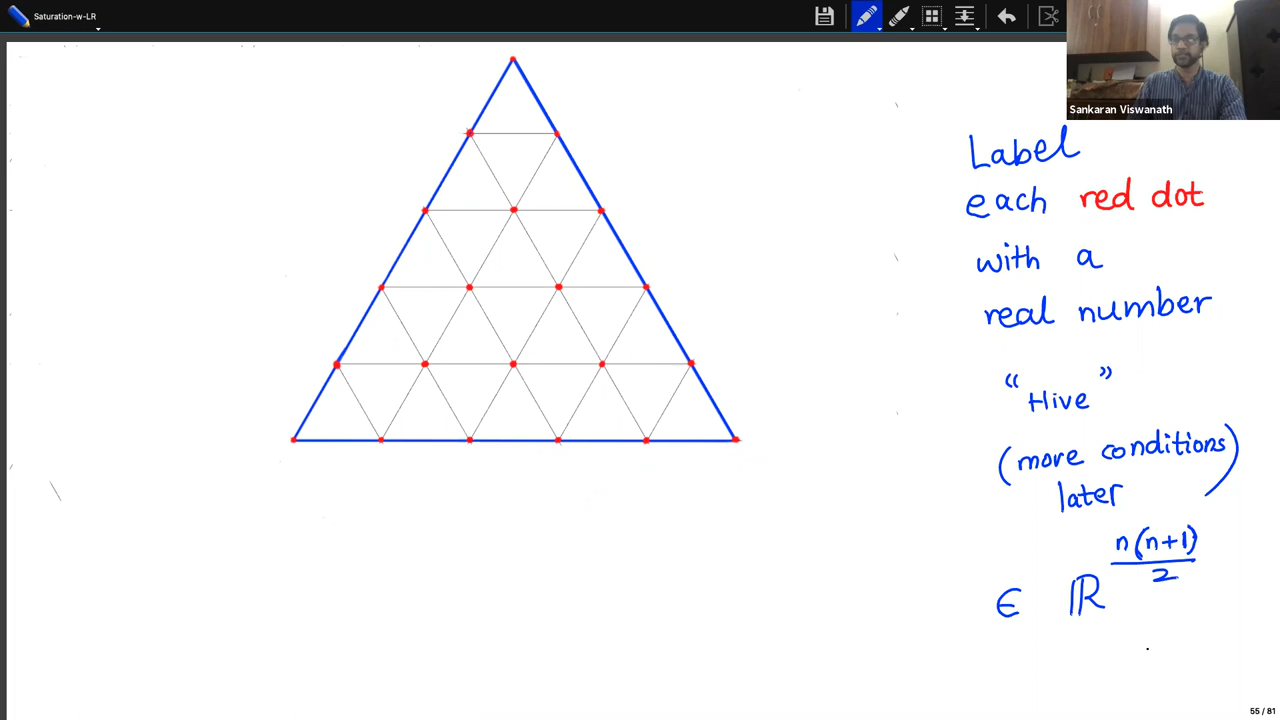 Saturation-w-LR
Sankaran Viswanath
Label
each red dot
with a
real number
“Hive”
(more conditions
later)
∈ ℝ^{n(n+1)/2}
55 / 81